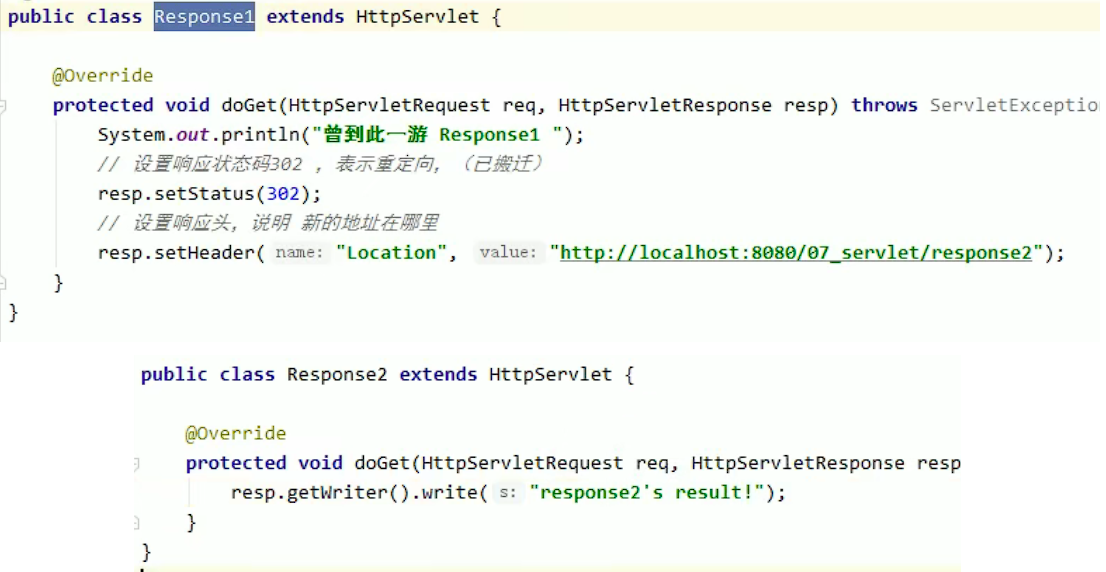 public class Response1 extends HttpServlet {
@Override
protected void doGet(HttpServletRequest req, HttpServletResponse resp) throws ServletExceptio
System.out.println("曾到此一游 Response1 ");
// 设置响应状态码302 ，表示重定向，（已搬迁）
resp.setStatus(302);
// 设置响应头，说明 新的地址在哪里
resp.setHeader( name: "Location", value: "http://localhost:8080/07_servlet/response2");
}
}
public class Response2 extends HttpServlet {
@Override
protected void doGet(HttpServletRequest req, HttpServletResponse resp
resp.getWriter().write( s: "response2's result!");
}
}